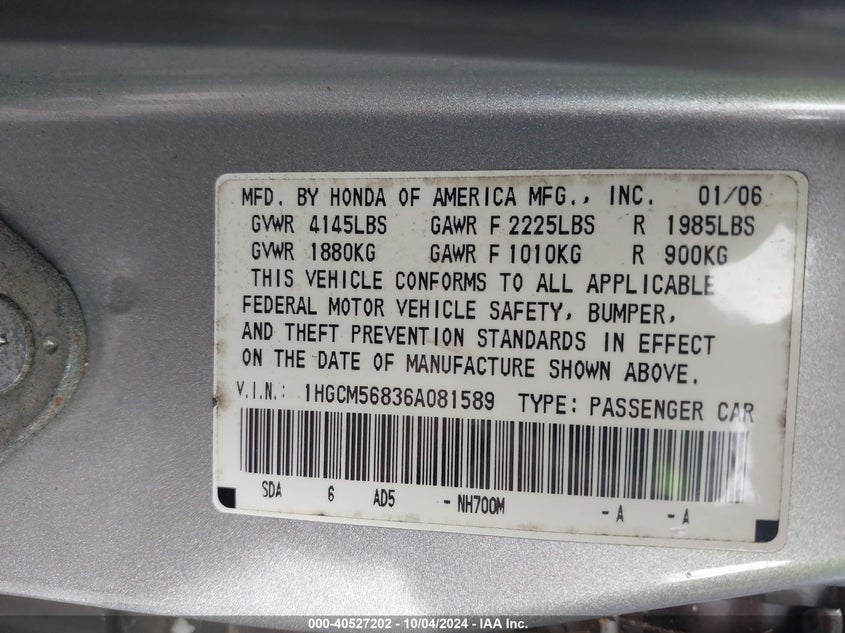 MFD. BY HONDA OF AMERICA MFG., INC. 01/06
GVWR 4145LBS GAWR F 2225LBS R 1985LBS
GVWR 1880KG GAWR F 1010KG R 900KG
THIS VEHICLE CONFORMS TO ALL APPLICABLE
FEDERAL MOTOR VEHICLE SAFETY, BUMPER,
AND THEFT PREVENTION STANDARDS IN EFFECT
ON THE DATE OF MANUFACTURE SHOWN ABOVE.
V.I.N.: 1HGCM56836A081589 TYPE: PASSENGER CAR
SDA 6 AD5 - NH700M - A - A
000-40527202 - 10/04/2024 - IAA Inc.